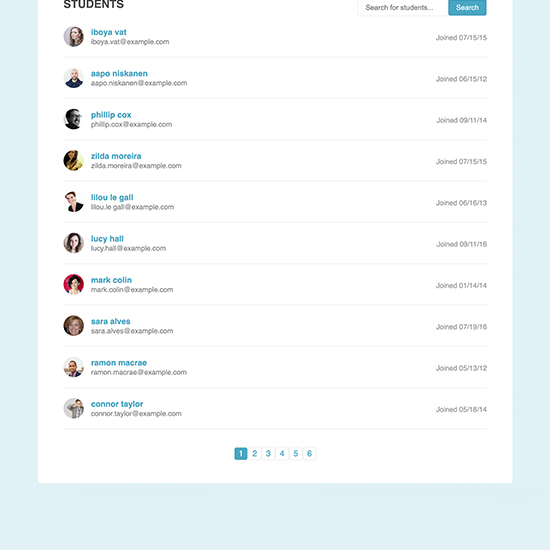 STUDENTS
Search for students... Search
iboya vat
iboya.vat@example.com
Joined 07/15/15
aapo niskanen
aapo.niskanen@example.com
Joined 06/15/12
phillip cox
phillip.cox@example.com
Joined 09/11/14
zilda moreira
zilda.moreira@example.com
Joined 07/15/15
lilou le gall
lilou.le gall@example.com
Joined 06/16/13
lucy hall
lucy.hall@example.com
Joined 09/11/16
mark colin
mark.colin@example.com
Joined 01/14/14
sara alves
sara.alves@example.com
Joined 07/19/16
ramon macrae
ramon.macrae@example.com
Joined 05/13/12
connor taylor
connor.taylor@example.com
Joined 05/18/14
1 2 3 4 5 6